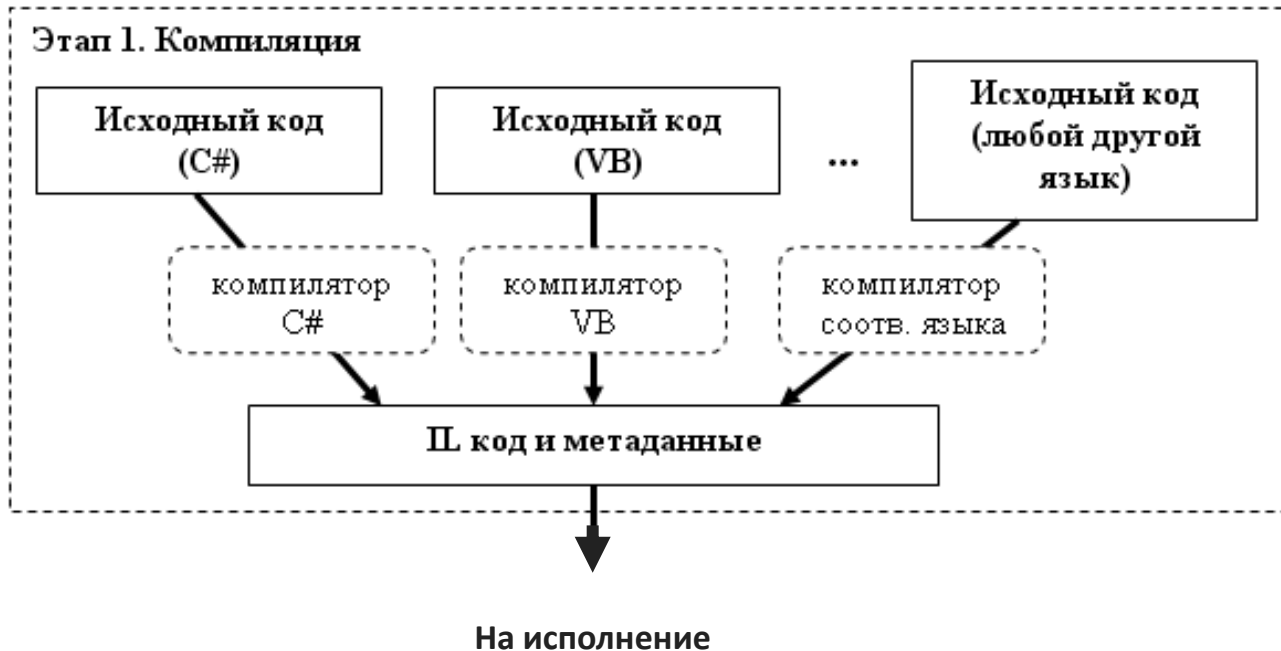 Этап 1. Компиляция
Исходный код
(C#)
Исходный код
(VB)
...
Исходный код
(любой другой
язык)
компилятор
C#
компилятор
VB
компилятор
соотв. языка
IL код и метаданные
На исполнение